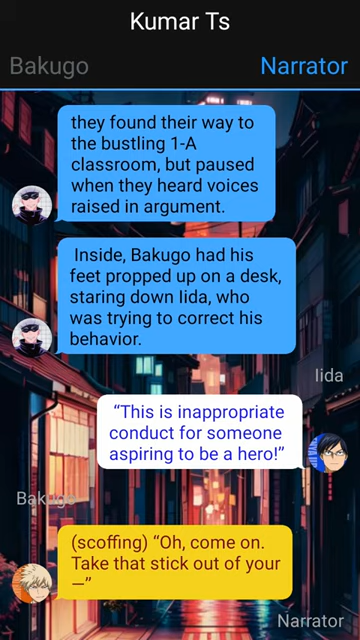 Kumar Ts
Bakugo
Narrator
they found their way to
the bustling 1-A
classroom, but paused
when they heard voices
raised in argument.
Inside, Bakugo had his
feet propped up on a desk,
staring down Iida, who
was trying to correct his
behavior.
Iida
“This is inappropriate
conduct for someone
aspiring to be a hero!”
Bakugo
(scoffing) “Oh, come on.
Take that stick out of your
—”
Narrator